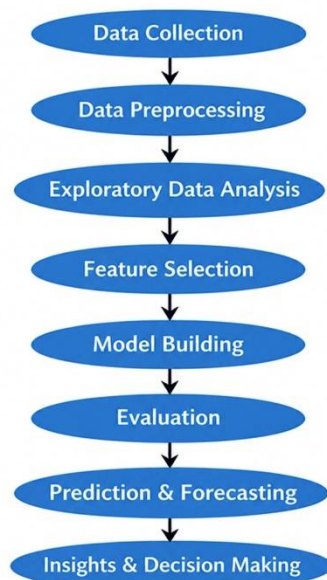 Data Collection
Data Preprocessing
Exploratory Data Analysis
Feature Selection
Model Building
Evaluation
Prediction & Forecasting
Insights & Decision Making